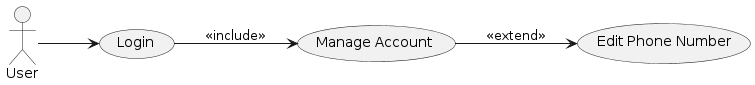 User
Login
«include»
Manage Account
«extend»
Edit Phone Number